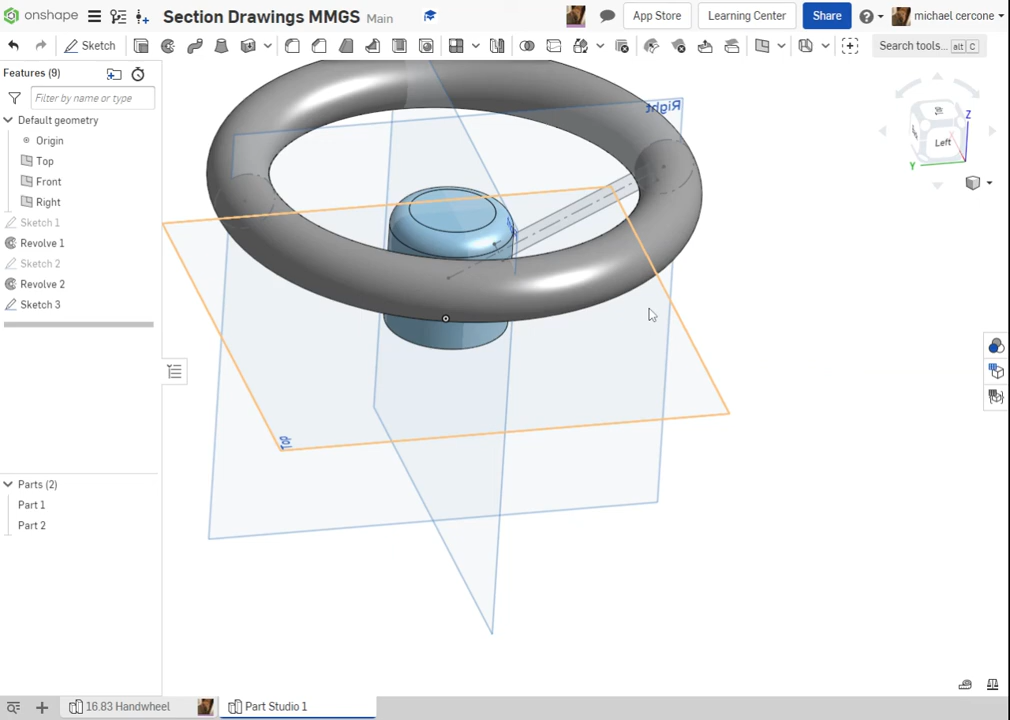 onshape
Section Drawings MMGS Main
App Store
Learning Center
Share
michael cercone
Sketch
Search tools...
alt C
Features (9)
Filter by name or type
Default geometry
Origin
Top
Front
Right
Sketch 1
Revolve 1
Sketch 2
Revolve 2
Sketch 3
Parts (2)
Part 1
Part 2
Right
Top
Z
Left
Y
16.83 Handwheel
Part Studio 1